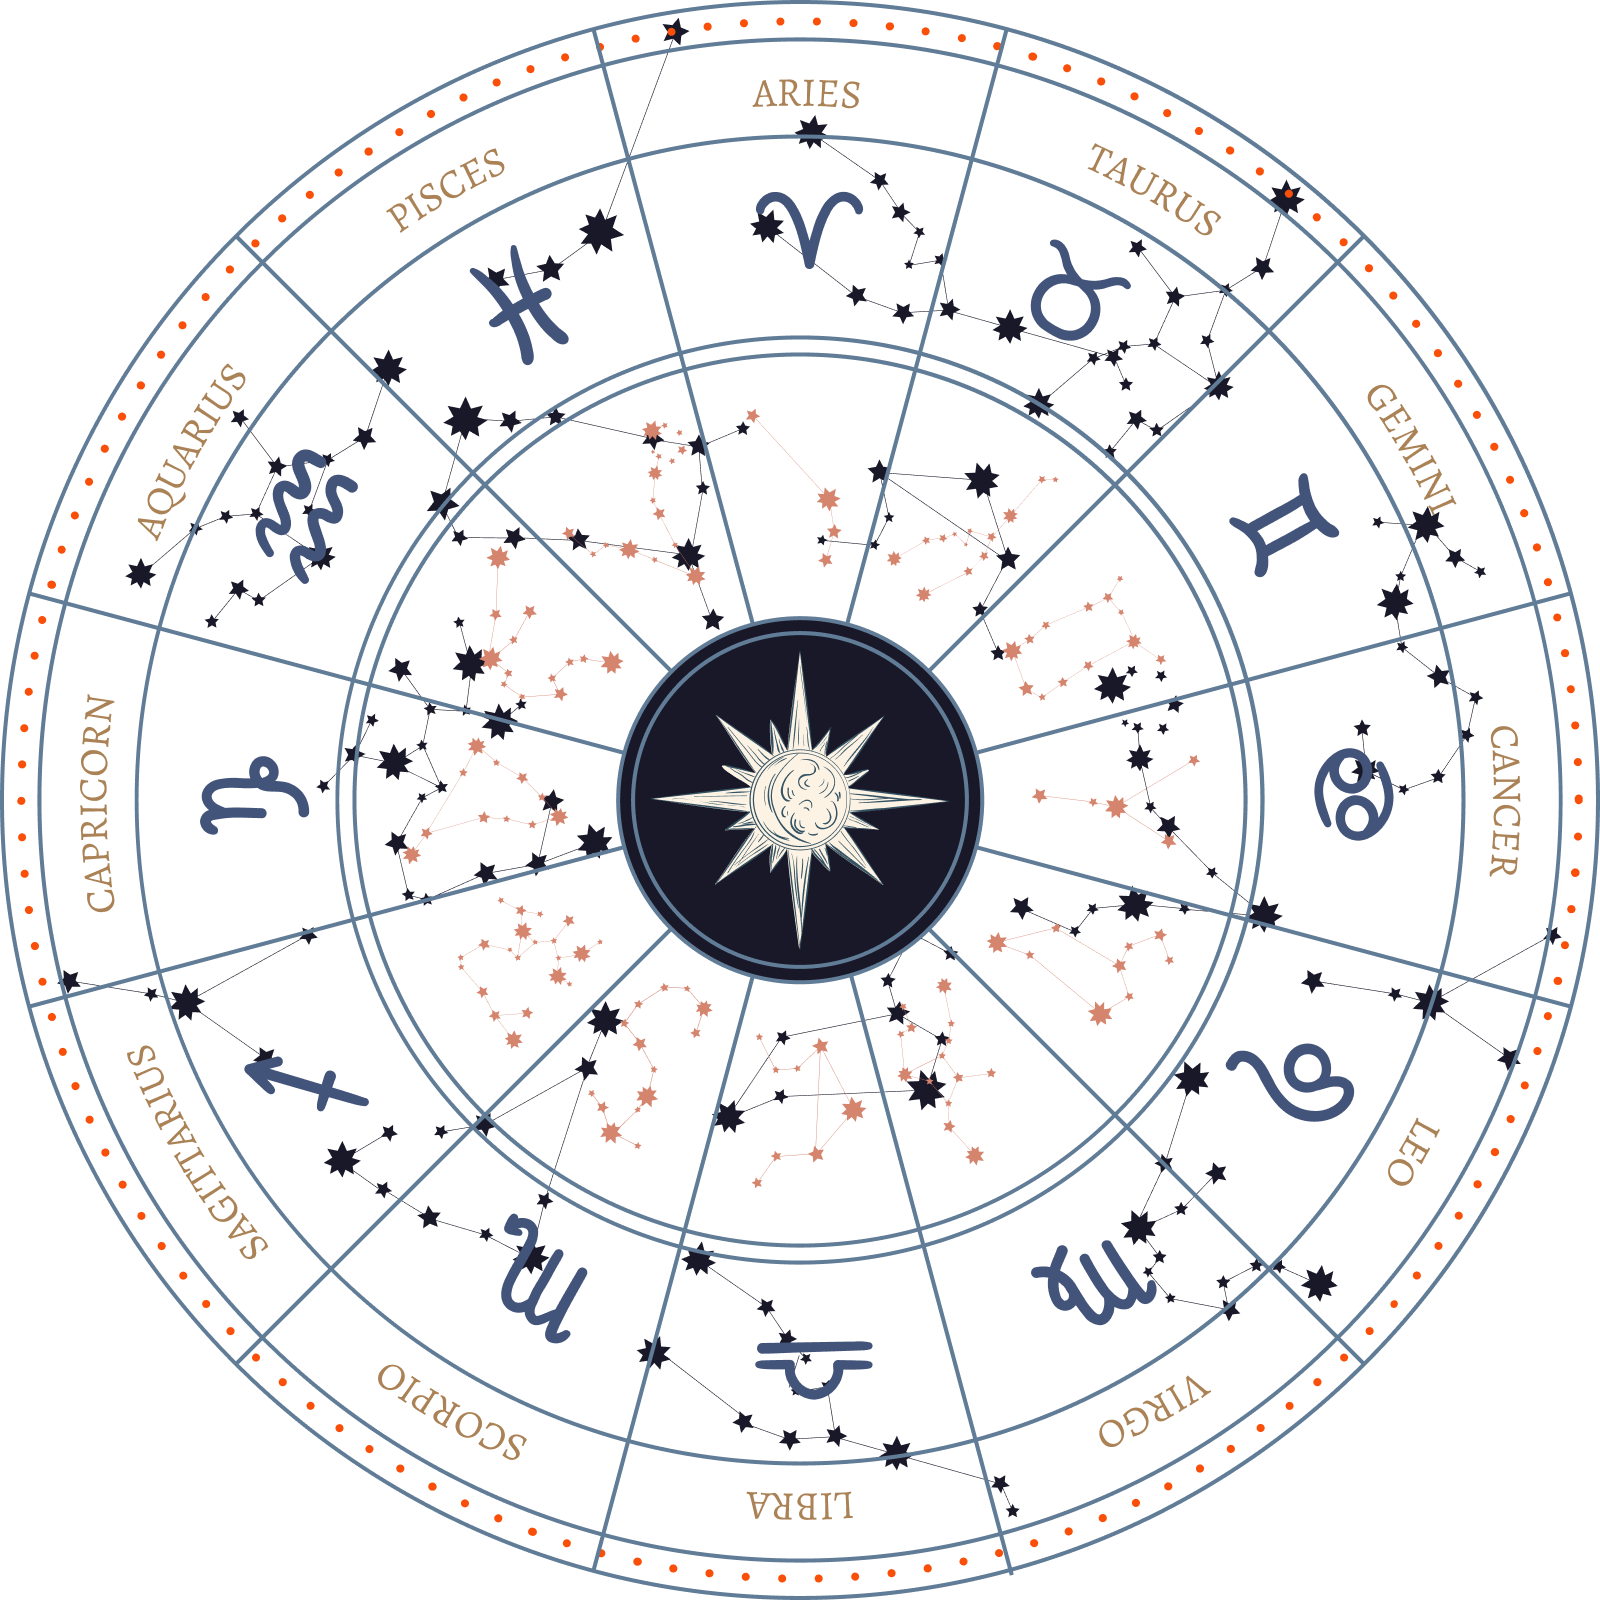 ARIES
TAURUS
GEMINI
CANCER
LEO
VIRGO
LIBRA
SCORPIO
SAGITTARIUS
CAPRICORN
AQUARIUS
PISCES